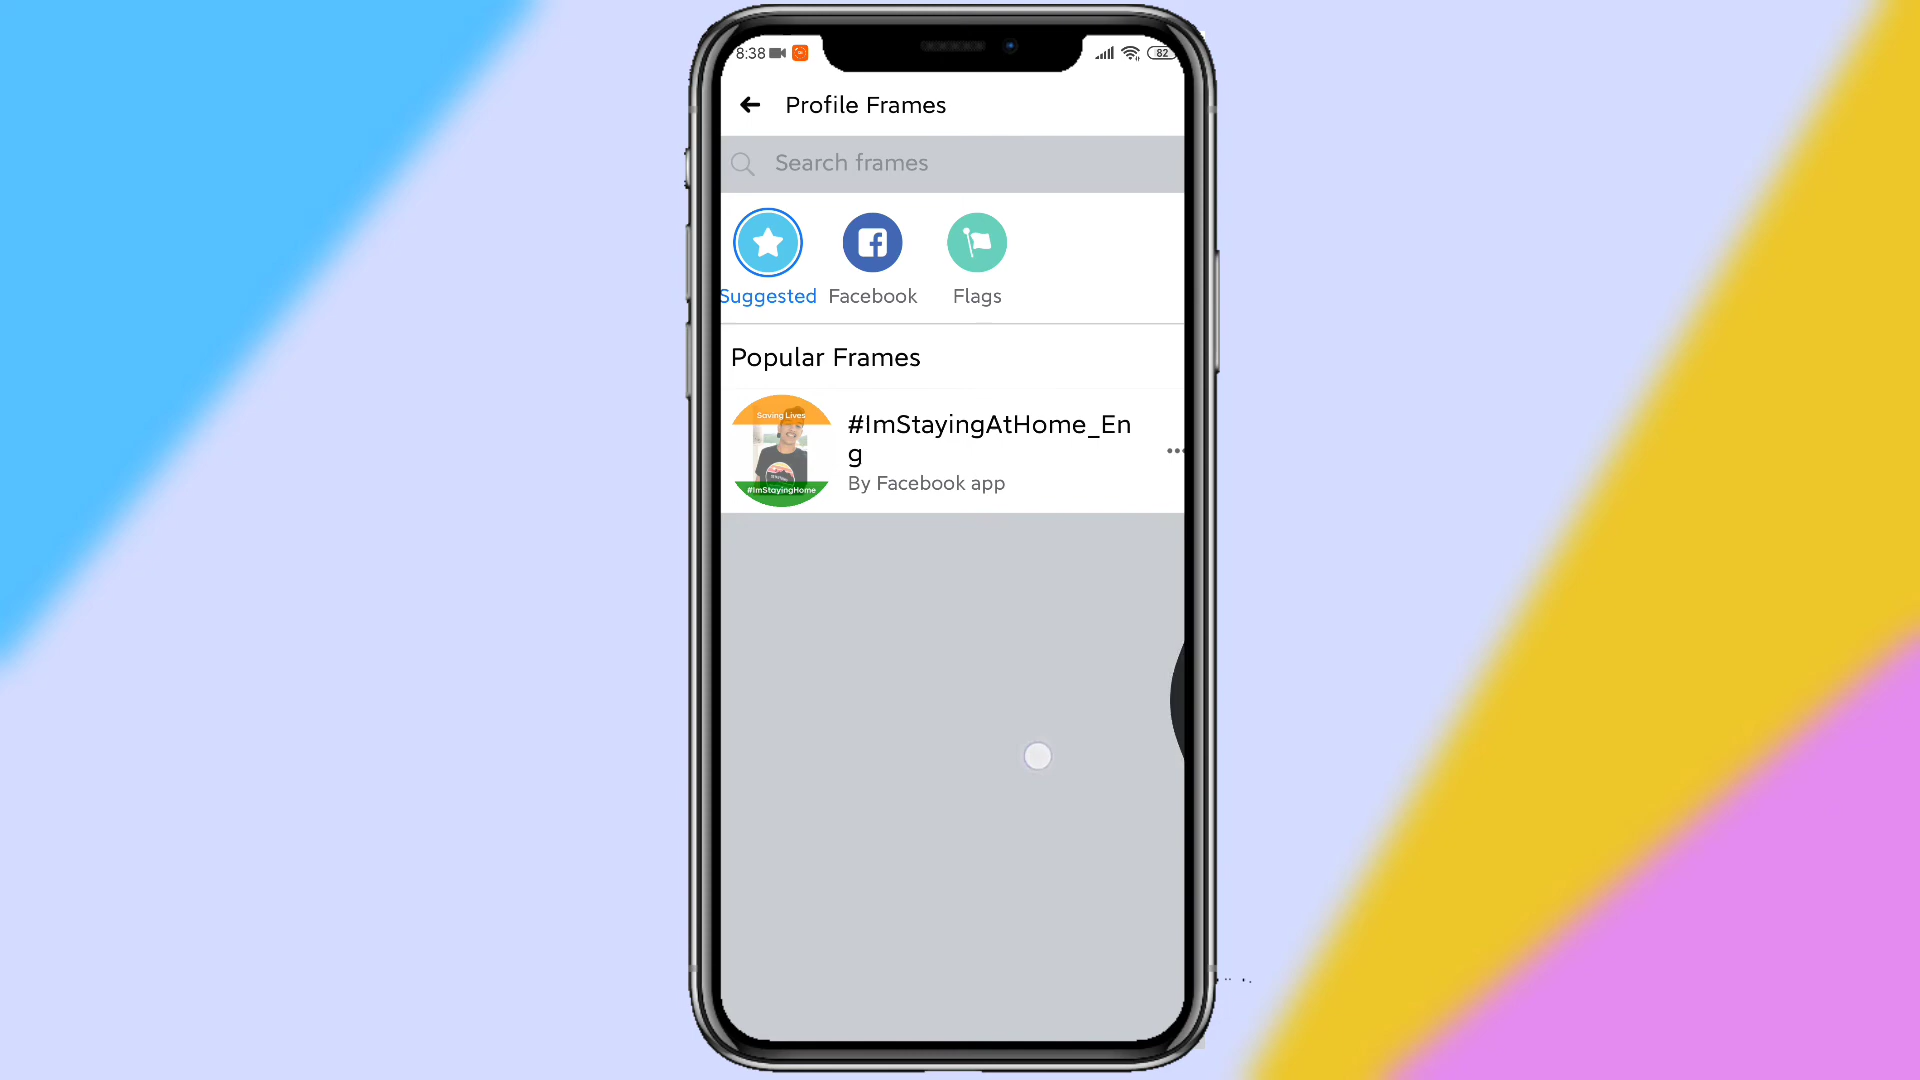 8:38
82
Profile Frames
Search frames
Suggested Facebook Flags
Popular Frames
Saving Lives
#ImStayingHome
#ImStayingAtHome_En
g
By Facebook app